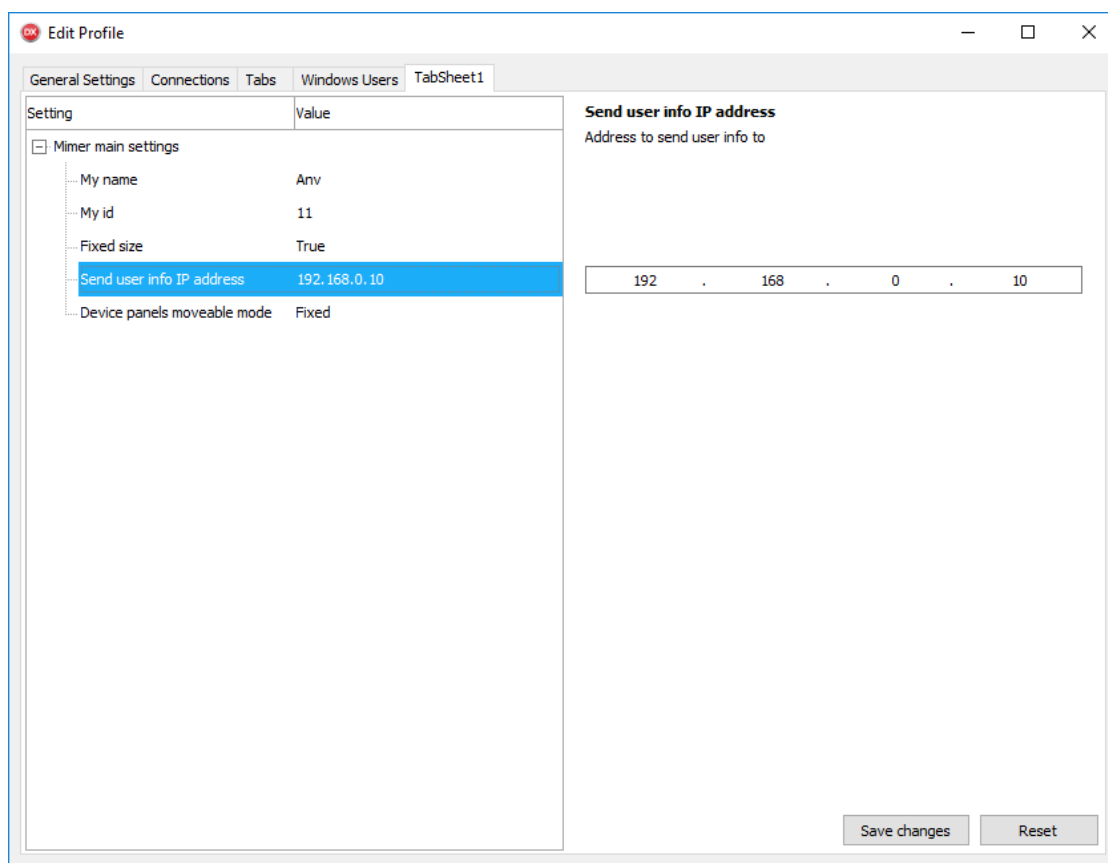 DX Edit Profile
General Settings Connections Tabs Windows Users TabSheet1
Setting Value
Mimer main settings
My name Anv
My id 11
Fixed size True
Send user info IP address 192.168.0.10
Device panels moveable mode Fixed
Send user info IP address
Address to send user info to
192 . 168 . 0 . 10
Save changes Reset